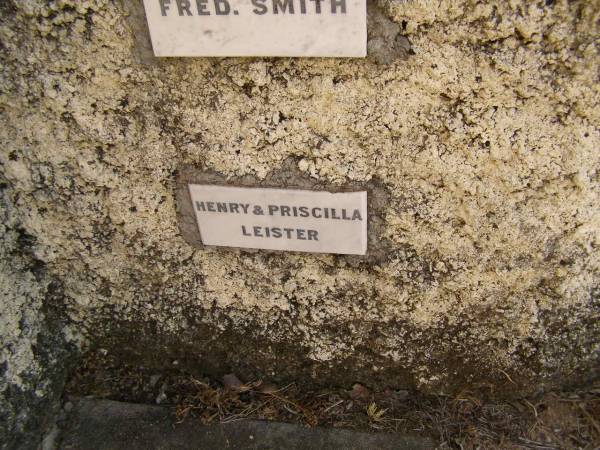 FRED. SMITH
HENRY & PRISCILLA
LEISTER